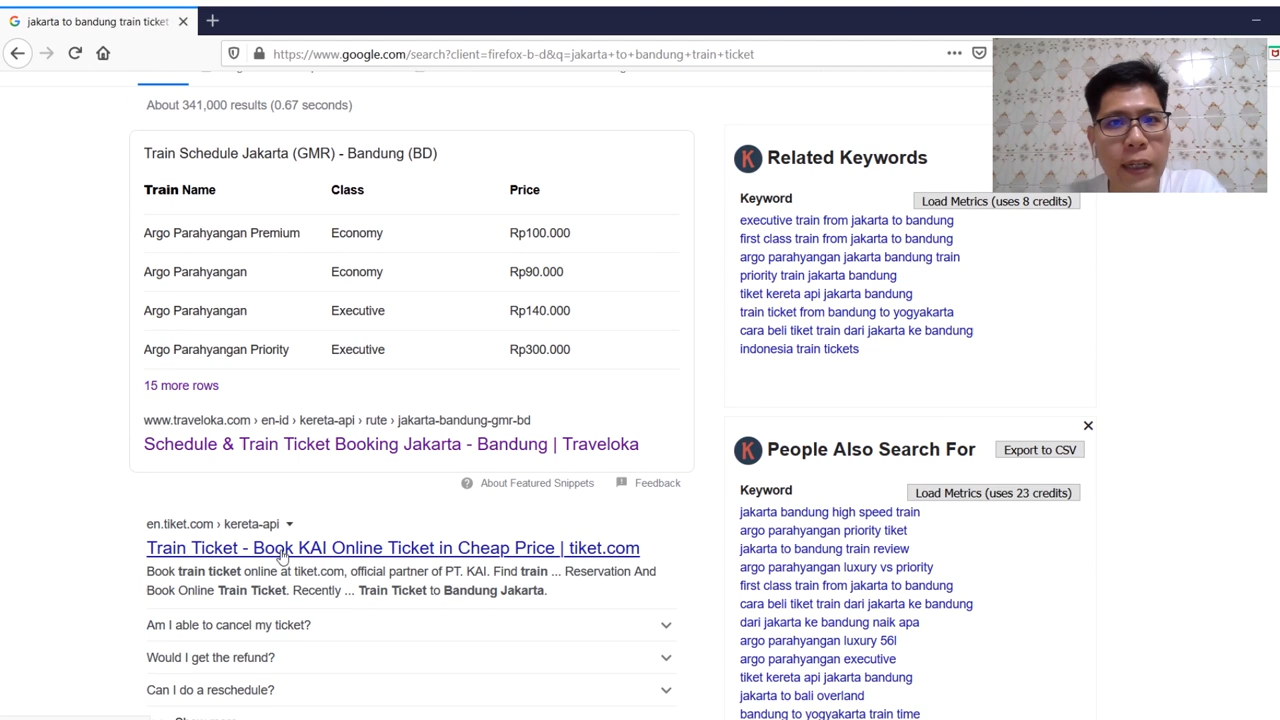 jakarta to bandung train ticket
https://www.google.com/search?client=firefox-b-d&q=jakarta+to+bandung+train+ticket
About 341,000 results (0.67 seconds)
Train Schedule Jakarta (GMR) - Bandung (BD)
Train Name Class Price
Argo Parahyangan Premium Economy Rp100.000
Argo Parahyangan Economy Rp90.000
Argo Parahyangan Executive Rp140.000
Argo Parahyangan Priority Executive Rp300.000
15 more rows
www.traveloka.com › en-id › kereta-api › rute › jakarta-bandung-gmr-bd
Schedule & Train Ticket Booking Jakarta - Bandung | Traveloka
About Featured Snippets Feedback
en.tiket.com › kereta-api
Train Ticket - Book KAI Online Ticket in Cheap Price | tiket.com
Book train ticket online at tiket.com, official partner of PT. KAI. Find train ... Reservation And
Book Online Train Ticket. Recently ... Train Ticket to Bandung Jakarta.
Am I able to cancel my ticket?
Would I get the refund?
Can I do a reschedule?
K Related Keywords
Keyword
Load Metrics (uses 8 credits)
executive train from jakarta to bandung
first class train from jakarta to bandung
argo parahyangan jakarta bandung train
priority train jakarta bandung
tiket kereta api jakarta bandung
train ticket from bandung to yogyakarta
cara beli tiket train dari jakarta ke bandung
indonesia train tickets
K People Also Search For
Export to CSV
Keyword
Load Metrics (uses 23 credits)
jakarta bandung high speed train
argo parahyangan priority tiket
jakarta to bandung train review
argo parahyangan luxury vs priority
first class train from jakarta to bandung
cara beli tiket train dari jakarta ke bandung
dari jakarta ke bandung naik apa
argo parahyangan luxury 56l
argo parahyangan executive
tiket kereta api jakarta bandung
jakarta to bali overland
bandung to yogyakarta train time